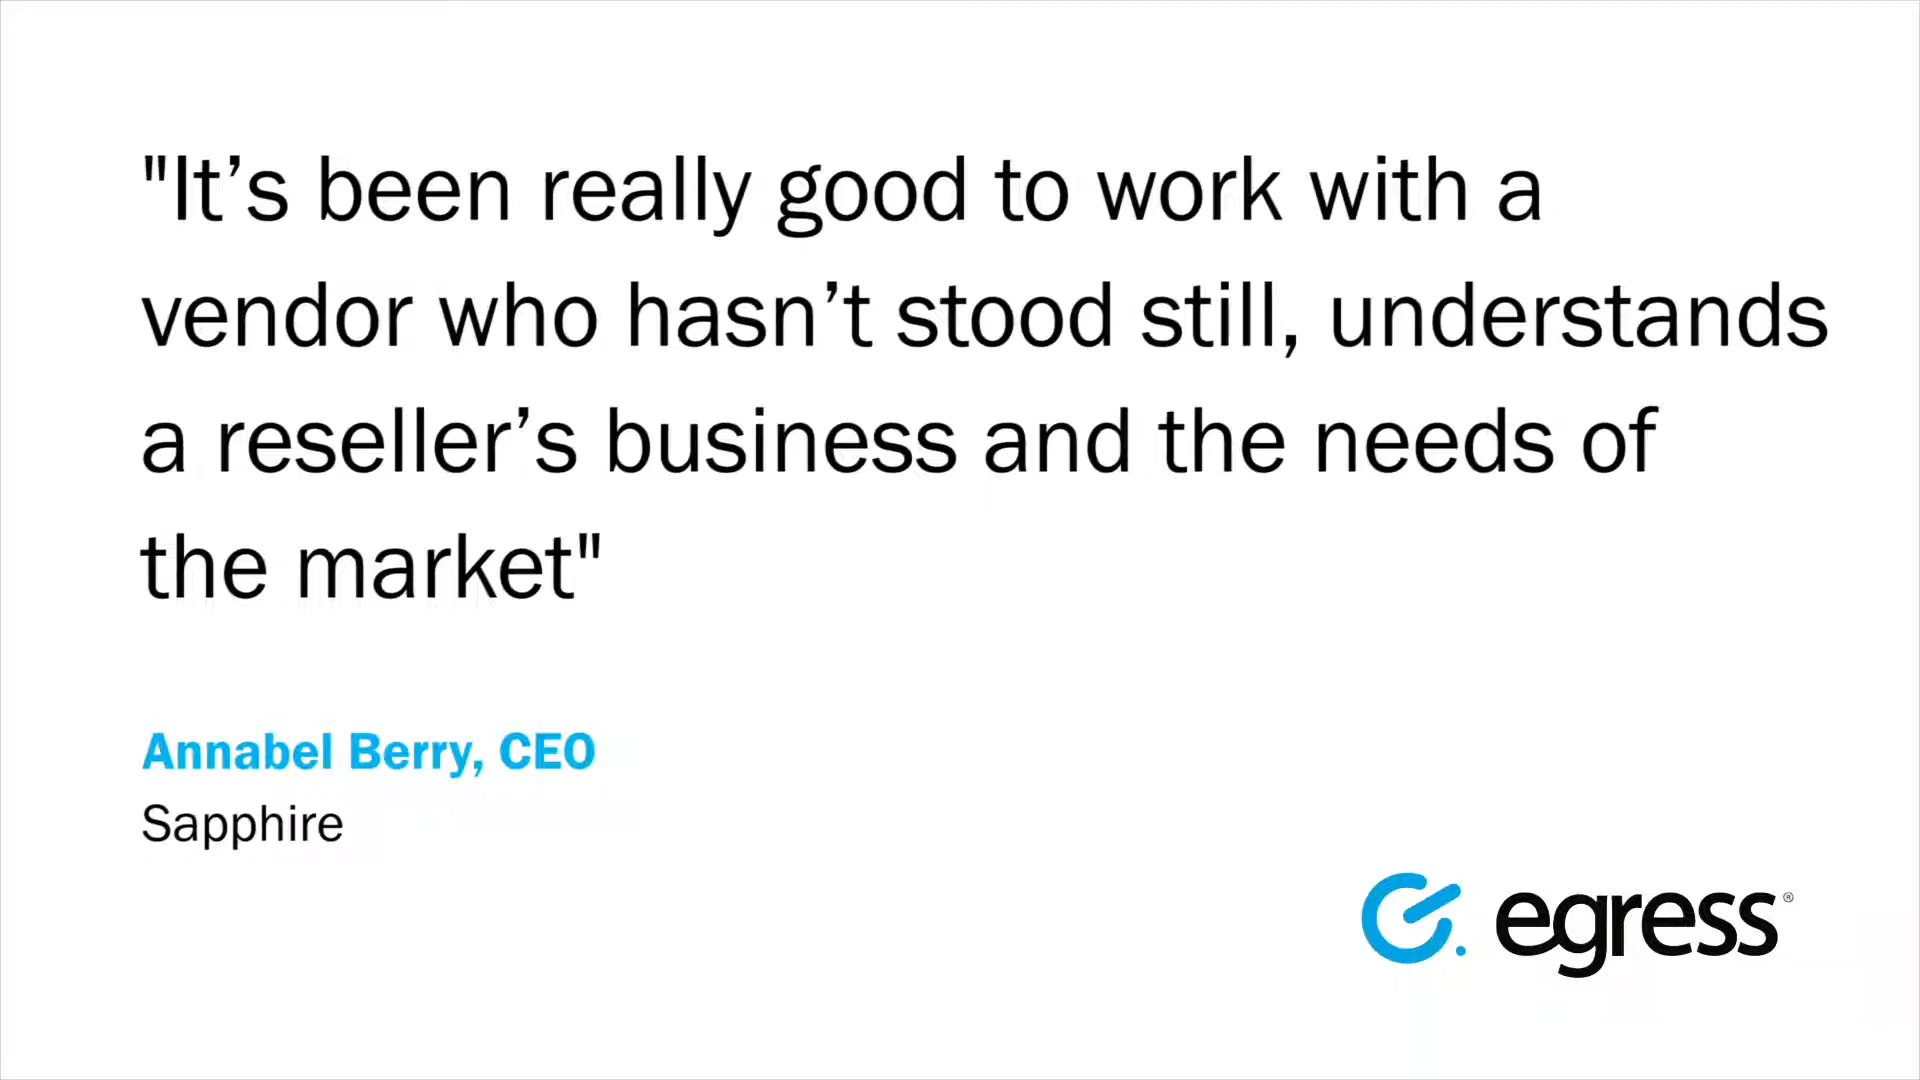 "It’s been really good to work with a
vendor who hasn’t stood still, understands
a reseller’s business and the needs of
the market"
Annabel Berry, CEO
Sapphire
egress®